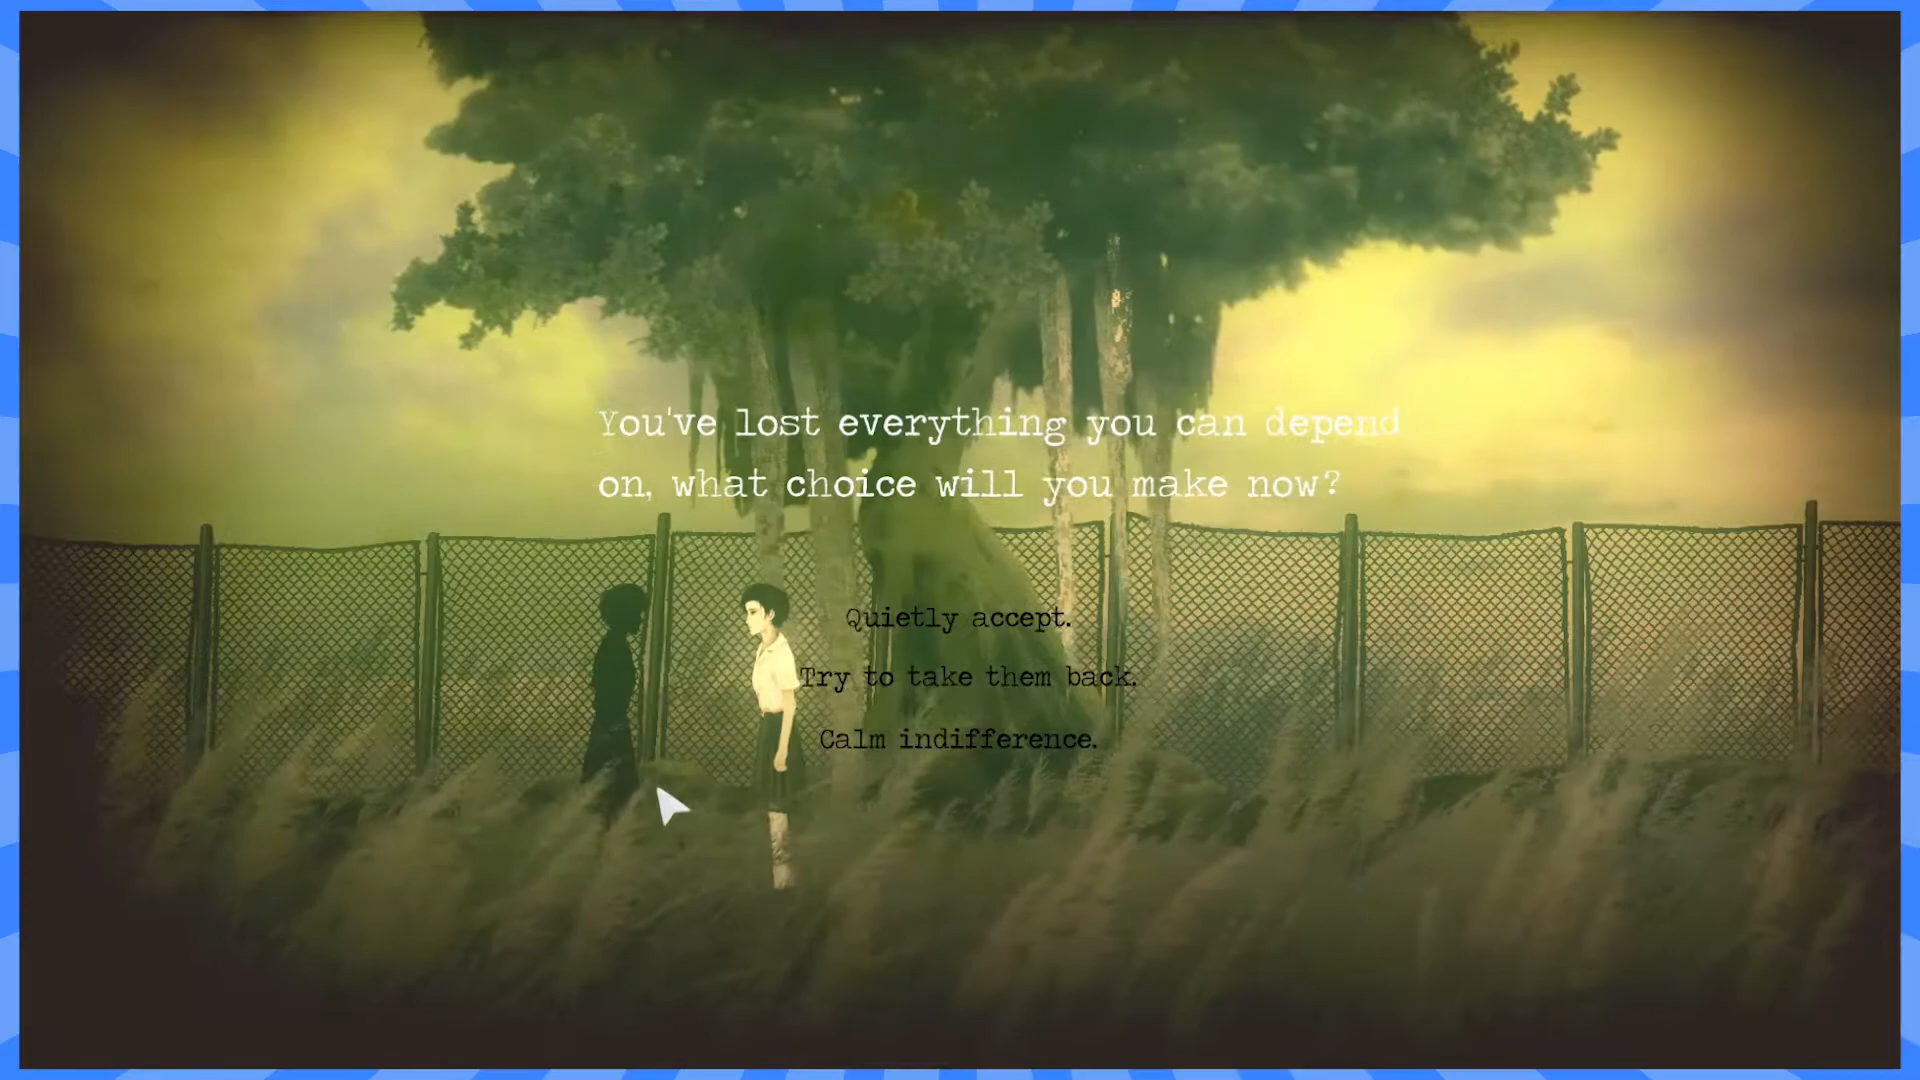 You've lost everything you can depend
on, what choice will you make now?
Quietly accept.
Try to take them back.
Calm indifference.